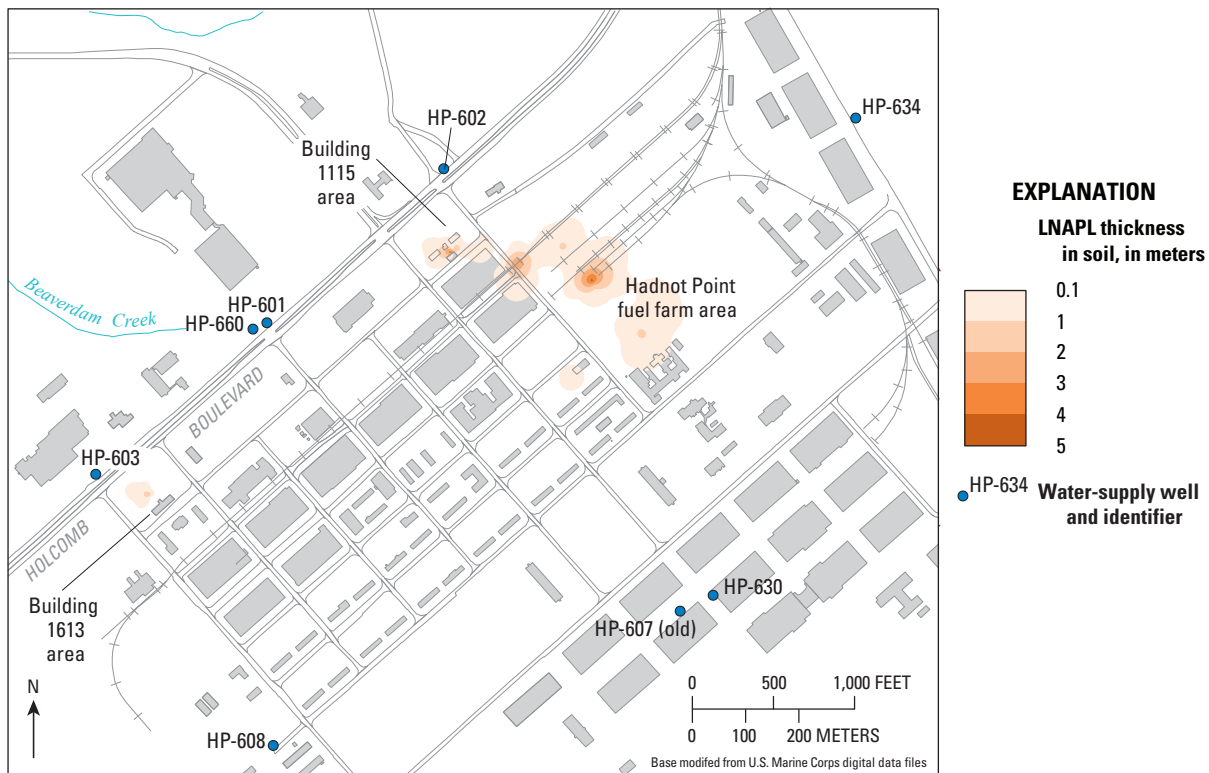 HP-634
HP-602
Building
1115
area
Hadnot Point
fuel farm area
Beaverdam Creek
HP-601
HP-660
BOULEVARD
HP-603
HOLCOMB
Building
1613
area
HP-630
HP-607 (old)
HP-608
N
0 500 1,000 FEET
0 100 200 METERS
Base modifed from U.S. Marine Corps digital data files
EXPLANATION
LNAPL thickness
in soil, in meters
0.1
1
2
3
4
5
HP-634 Water-supply well
and identifier